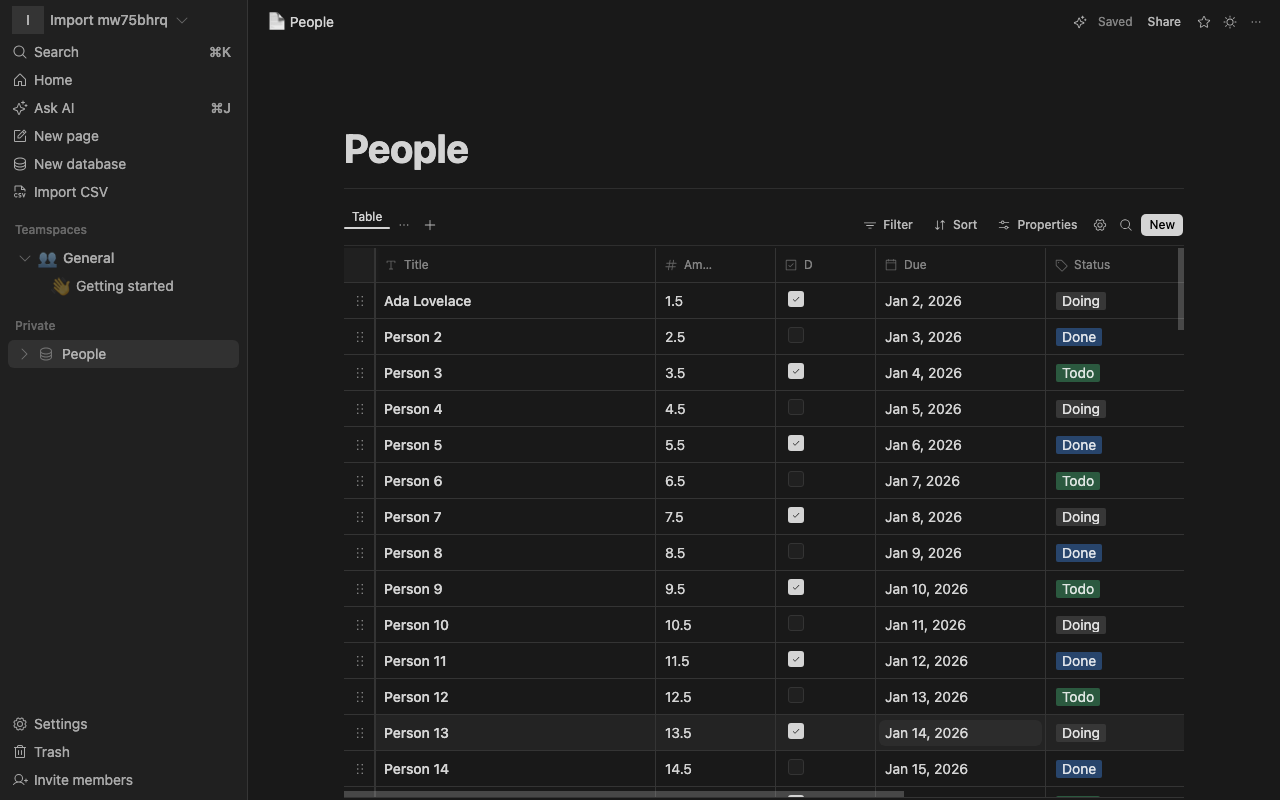 I Import mw75bhrq
Search ⌘K
Home
Ask AI ⌘J
New page
New database
Import CSV
Teamspaces
General
Getting started
Private
People
Settings
Trash
Invite members
People
Saved Share
People
Table
Filter Sort Properties New
Title Am... D Due Status
Ada Lovelace 1.5 Jan 2, 2026 Doing
Person 2 2.5 Jan 3, 2026 Done
Person 3 3.5 Jan 4, 2026 Todo
Person 4 4.5 Jan 5, 2026 Doing
Person 5 5.5 Jan 6, 2026 Done
Person 6 6.5 Jan 7, 2026 Todo
Person 7 7.5 Jan 8, 2026 Doing
Person 8 8.5 Jan 9, 2026 Done
Person 9 9.5 Jan 10, 2026 Todo
Person 10 10.5 Jan 11, 2026 Doing
Person 11 11.5 Jan 12, 2026 Done
Person 12 12.5 Jan 13, 2026 Todo
Person 13 13.5 Jan 14, 2026 Doing
Person 14 14.5 Jan 15, 2026 Done